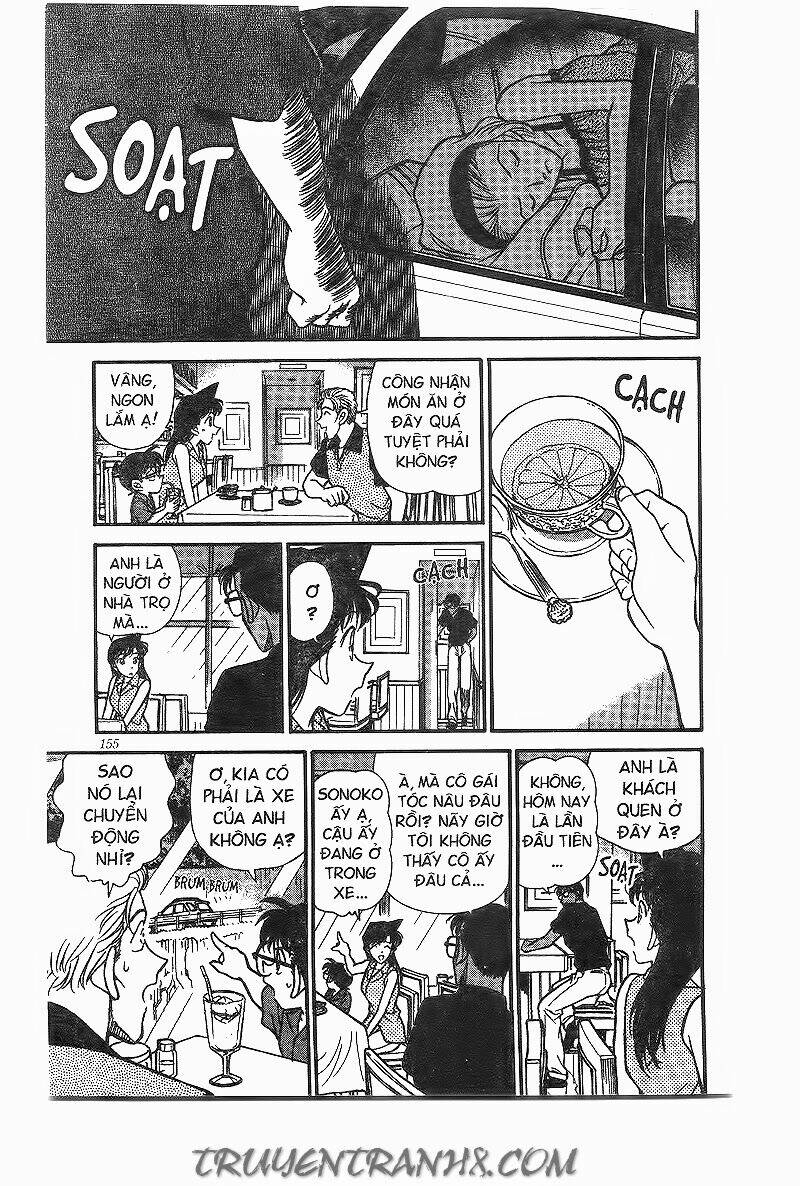 SOẠT
CÔNG NHẬN
MÓN ĂN Ở
ĐÂY QUÁ
TUYỆT PHẢI
KHÔNG?
VÂNG,
NGON
LẮM Ạ!
CẠCH
CẠCH
Ơ
?
ANH LÀ
NGƯỜI Ở
NHÀ TRỌ
MÀ...
155
ANH LÀ
KHÁCH
QUEN Ở
ĐÂY À?
SOẠT
KHÔNG,
HÔM NAY
LÀ LẦN
ĐẦU TIÊN
...
À, MÀ CÔ GÁI
TÓC NÂU ĐÂU
RỒI? NÃY GIỜ
TÔI KHÔNG
THẤY CÔ ẤY
ĐÂU CẢ...
SONOKO
ẤY Ạ,
CẬU ẤY
ĐANG Ở
TRONG
XE...
Ơ, KIA CÓ
PHẢI LÀ XE
CỦA ANH
KHÔNG Ạ?
BRUM, BRUM
SAO
NÓ LẠI
CHUYỂN
ĐỘNG
NHỈ?
TRUYENTRANH8.COM